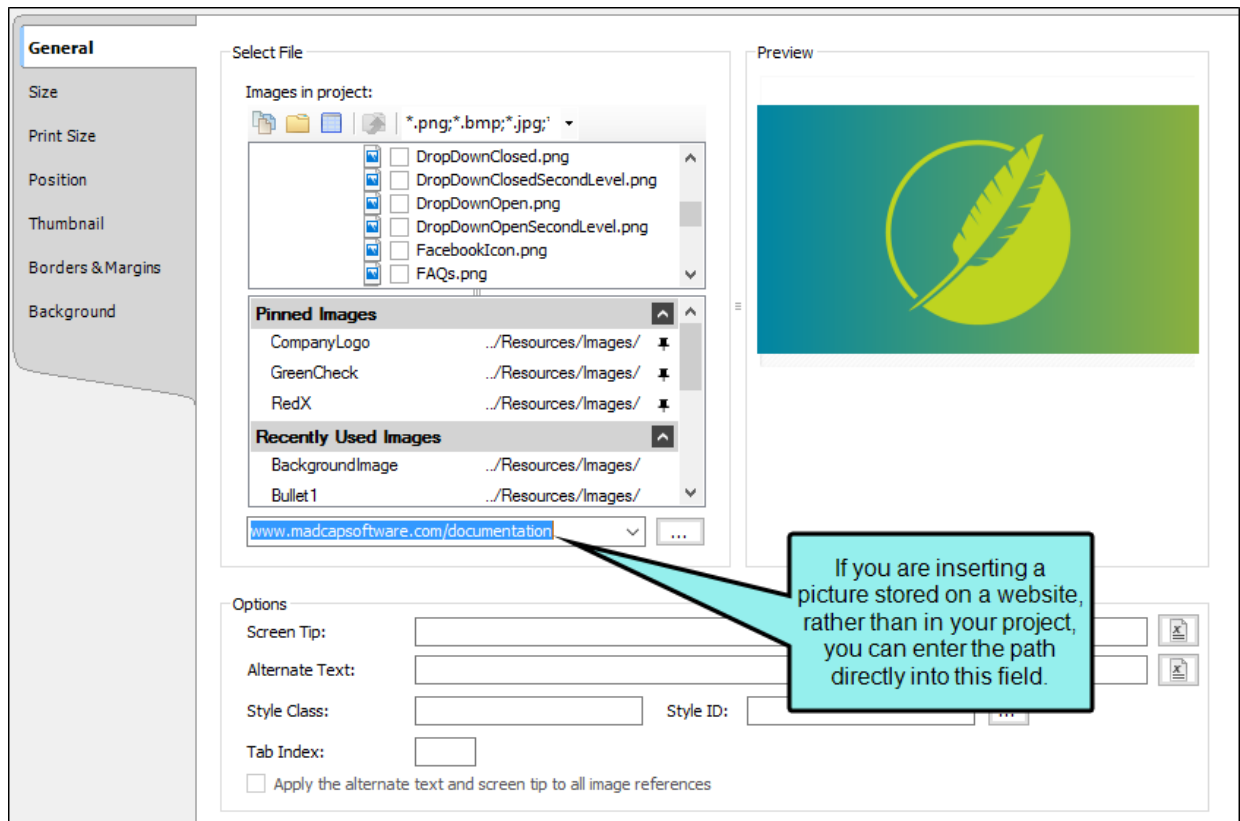 General
Size
Print Size
Position
Thumbnail
Borders & Margins
Background
Select File
Images in project:
*.png;*.bmp;*.jpg;*
DropDownClosed.png
DropDownClosedSecondLevel.png
DropDownOpen.png
DropDownOpenSecondLevel.png
FacebookIcon.png
FAQs.png
Pinned Images
CompanyLogo ../Resources/Images/
GreenCheck ../Resources/Images/
RedX ../Resources/Images/
Recently Used Images
BackgroundImage ../Resources/Images/
Bullet1 ../Resources/Images/
www.madcapsoftware.com/documentation
...
Preview
If you are inserting a
picture stored on a website,
rather than in your project,
you can enter the path
directly into this field.
Options
Screen Tip:
Alternate Text:
Style Class:
Style ID:
...
Tab Index:
Apply the alternate text and screen tip to all image references